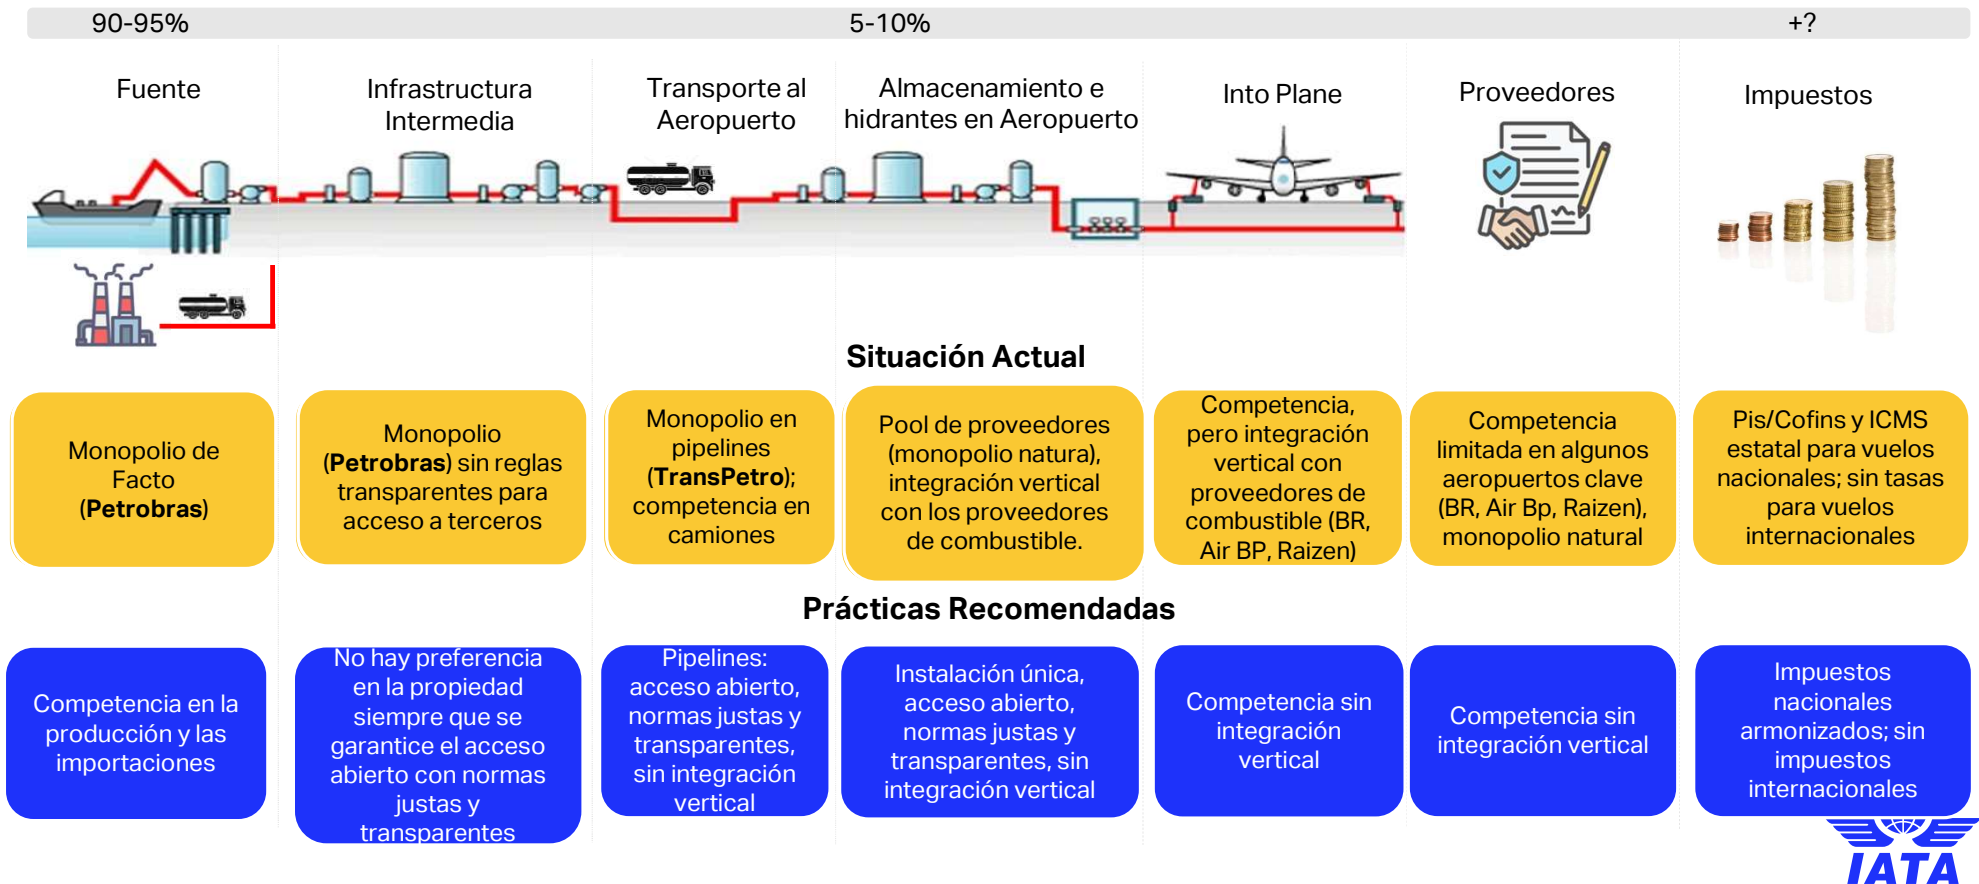 90-95%
5-10%
+?
Fuente
Infrastructura
Intermedia
Transporte al
Aeropuerto
Almacenamiento e
hidrantes en Aeropuerto
Into Plane
Proveedores
Impuestos
Situación Actual
Monopolio de
Facto
(Petrobras)
Monopolio
(Petrobras) sin reglas
transparentes para
acceso a terceros
Monopolio en
pipelines
(TransPetro);
competencia en
camiones
Pool de proveedores
(monopolio natura),
integración vertical
con los proveedores
de combustible.
Competencia,
pero integración
vertical con
proveedores de
combustible (BR,
Air BP, Raizen)
Competencia
limitada en algunos
aeropuertos clave
(BR, Air Bp, Raizen),
monopolio natural
Pis/Cofins y ICMS
estatal para vuelos
nacionales; sin tasas
para vuelos
internacionales
Prácticas Recomendadas
Competencia en la
producción y las
importaciones
No hay preferencia
en la propiedad
siempre que se
garantice el acceso
abierto con normas
justas y
transparentes
Pipelines:
acceso abierto,
normas justas y
transparentes,
sin integración
vertical
Instalación única,
acceso abierto,
normas justas y
transparentes, sin
integración vertical
Competencia sin
integración
vertical
Competencia sin
integración vertical
Impuestos
nacionales
armonizados; sin
impuestos
internacionales
IATA